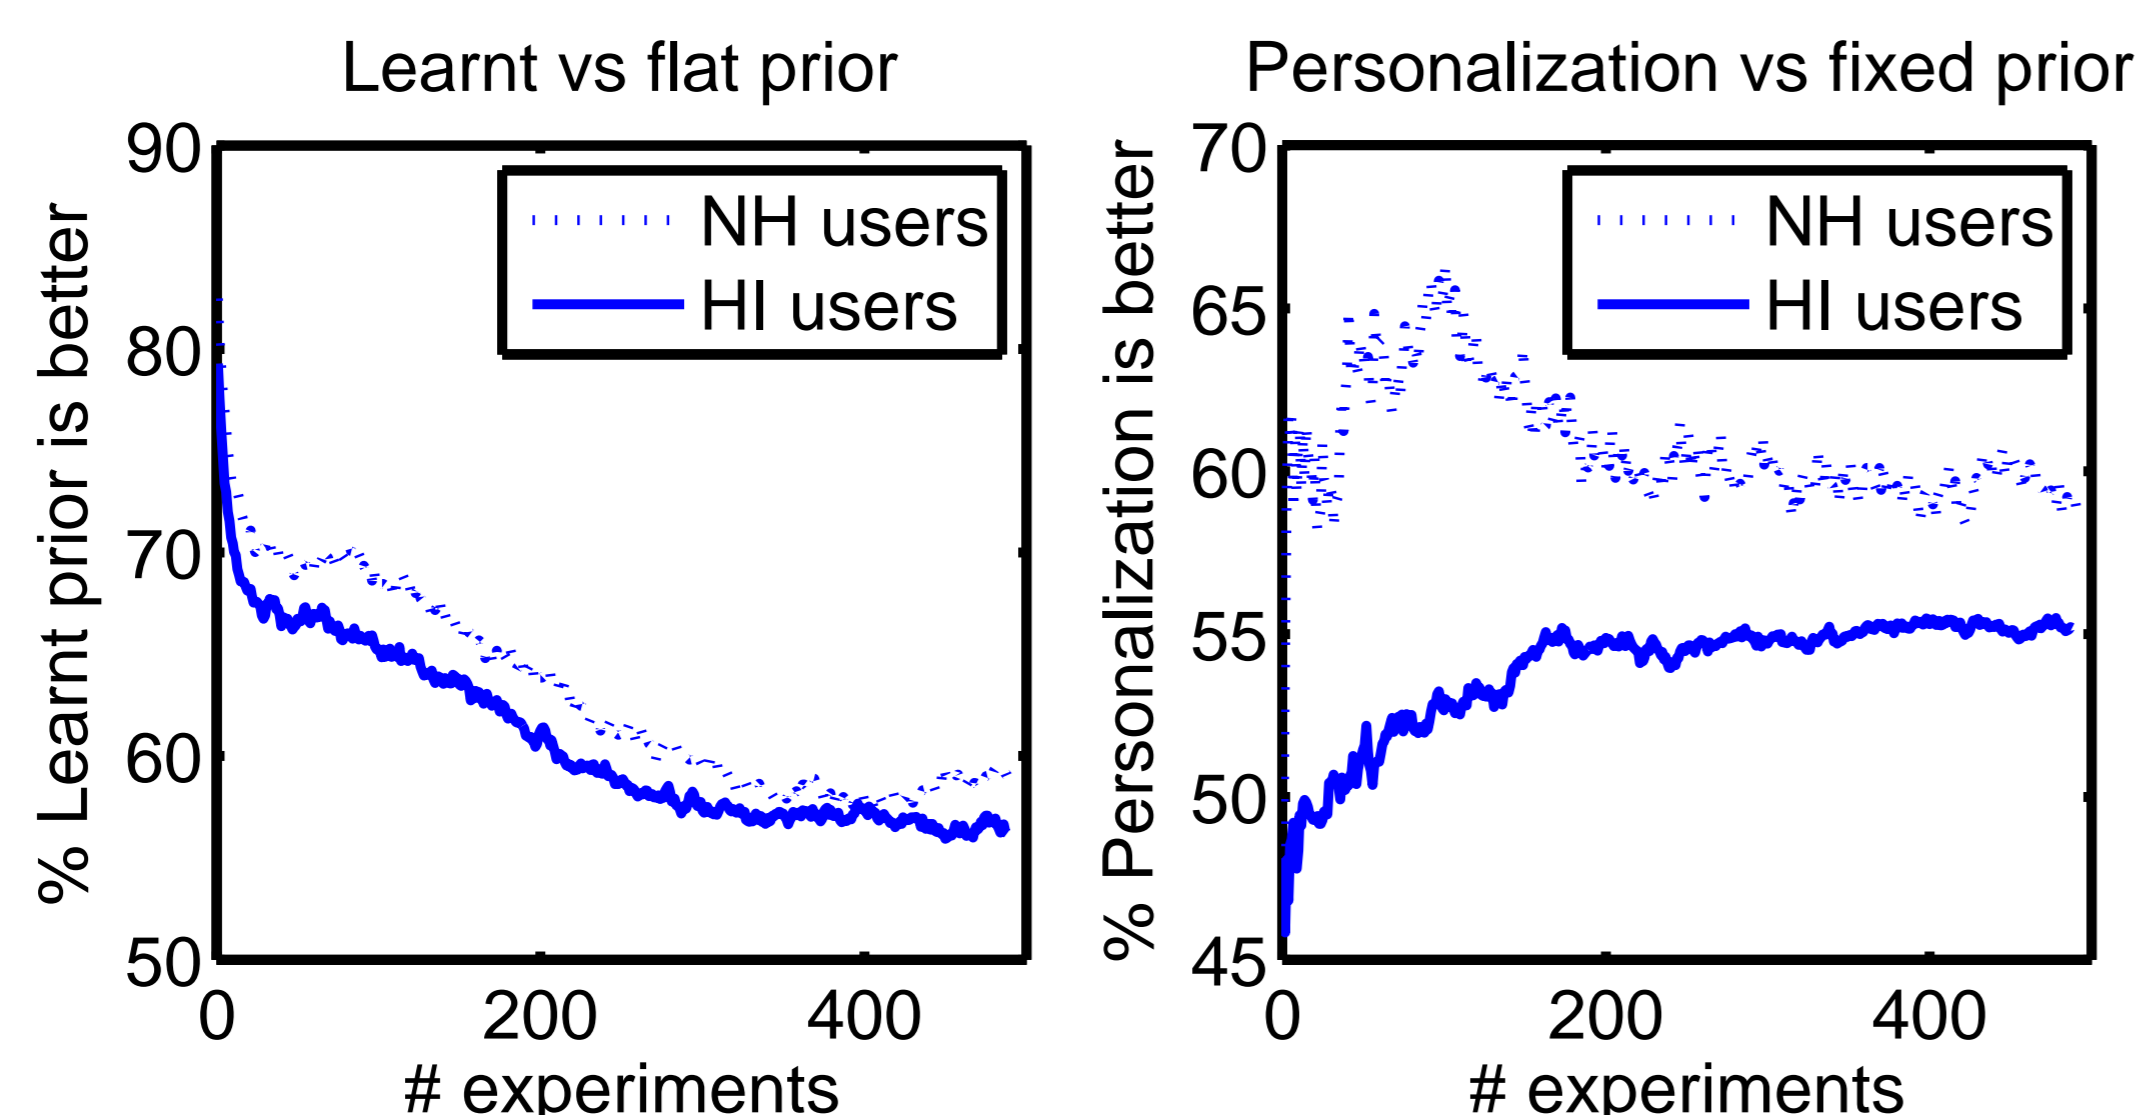 Learnt vs flat prior
% Learnt prior is better
90
80
70
60
50
NH users
HI users
0 200 400
# experiments
Personalization vs fixed prior
% Personalization is better
70
65
60
55
50
45
NH users
HI users
0 200 400
# experiments